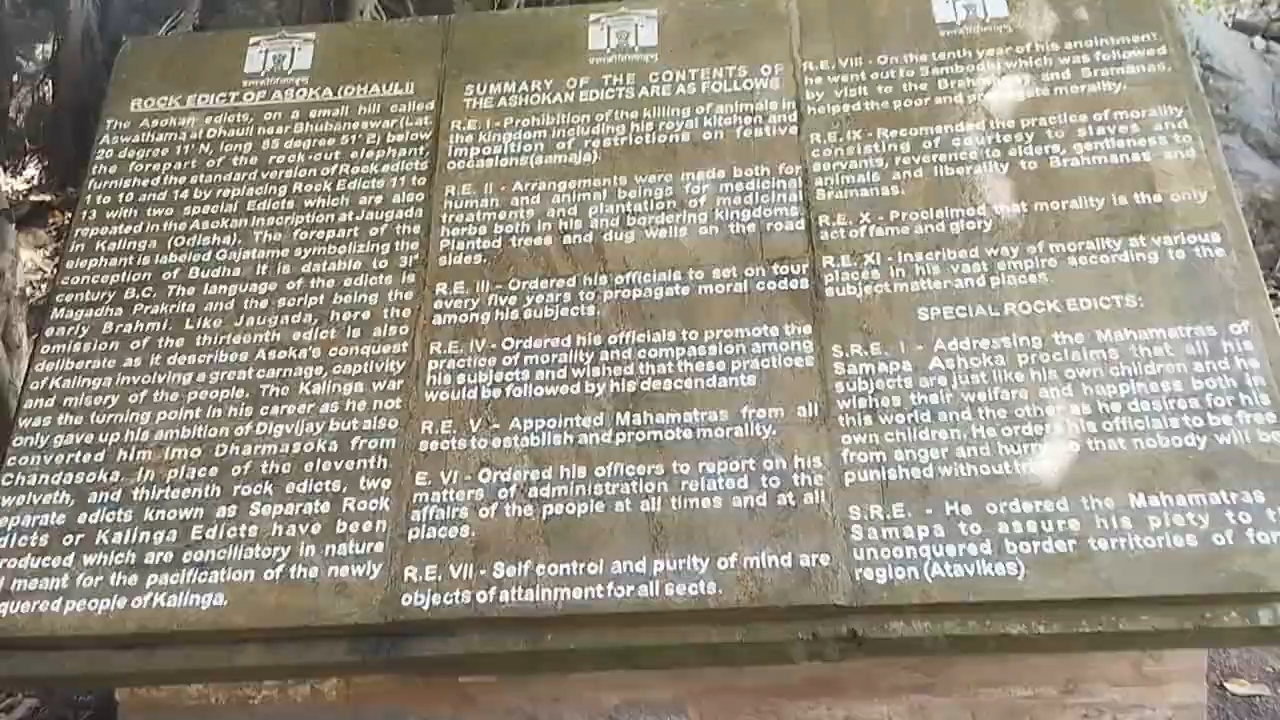 ROCK EDICT OF ASOKA (DHAULI)
The Asokan edicts, on a small hill called
Aswathama at Dhauli near Bhubaneswar (Lat.
20 degree 11' N, long 85 degree 51' E) below
the forepart of the rock-cut elephant,
furnished the standard version of Rock edicts
1 to 10 and 14 by replacing Rock Edicts 11 to
13 with two special Edicts which are also
repeated in the Asokan Inscription at Jaugada
in Kalinga (Odisha). The forepart of the
elephant is labeled Gajatame symbolizing the
conception of Budha. It is datable to 3rd
century B.C. The language of the edicts is
Magadha Prakrita and the script being the
early Brahmi. Like Jaugada, here the
omission of the thirteenth edict is also
deliberate as it describes Asoka's conquest
of Kalinga involving a great carnage, captivity
and misery of the people. The Kalinga war
was the turning point in his career as he not
only gave up his ambition of Digvijay but also
converted him imo Dharmasoka from
Chandasoka. In place of the eleventh
welveth, and thirteenth rock edicts, two
eparate edicts known as Separate Rock
dicts or Kalinga Edicts have been
roduced which are conciliatory in nature
meant for the pacification of the newly
quered people of Kalinga.
SUMMARY OF THE CONTENTS OF
THE ASHOKAN EDICTS ARE AS FOLLOWS
R.E. I - Prohibition of the killing of animals in
he kingdom including his royal kitchen and
imposition of restrictions on festive
occasions(samaja).
R.E. II - Arrangements were made both for
human and animal beings for medicinal
treatments and plantation of medicinal
herbs both in his and bordering kingdoms.
Planted trees and dug wells on the road
sides.
R.E. III - Ordered his officials to set on tour
every five years to propagate moral codes
among his subjects.
R.E. IV - Ordered his officials to promote the
practice of morality and compassion among
his subjects and wished that these practices
would be followed by his descendants
R.E. V - Appointed Mahamatras from all
sects to establish and promote morality.
E. VI - Ordered his officers to report on his
matters of administration related to the
affairs of the people at all times and at all
places.
R.E. VII - Self control and purity of mind are
objects of attainment for all sects.
R.E. VIII - On the tenth year of his anointment,
he went out to Sambodhi which was followed
by visit to the and Sramanas,
helped the poor and morality.
R.E. IX - Recomended the practice of morality
consisting of courtesy to slaves and
servants, reverence to elders, gentleness to
animals and liberality to Brahmanas and
Sramanas.
R.E. X - Proclaimed that morality is the only
act of fame and glory
R.E. XI - Inscribed way of morality at various
places in his vast empire according to the
subject matter and places.
SPECIAL ROCK EDICTS:
S.R.E. I - Addressing the Mahamatras of
Samapa, Ashoka proclaims that all his
subjects are just like his own children and he
wishes their welfare and happiness both in
this world and the other as he desires for his
own children. He orders his officials to be free
from anger and hurry so that nobody will be
punished without
S.R.E. - He ordered the Mahamatras
Samapa to assure his piety to t
unconquered border territories of for
region (Atavikas)